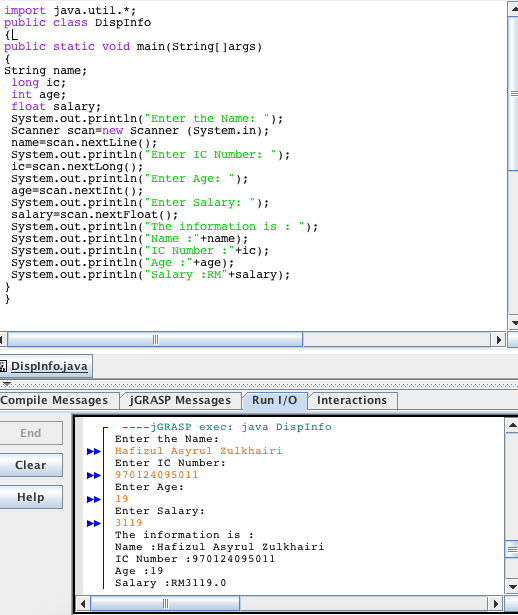 import java.util.*;
public class DispInfo
{
public static void main(String[]args)
{
String name;
long ic;
int age;
float salary;
System.out.println("Enter the Name: ");
Scanner scan=new Scanner (System.in);
name=scan.nextLine();
System.out.println("Enter IC Number: ");
ic=scan.nextLong();
System.out.println("Enter Age: ");
age=scan.nextInt();
System.out.println("Enter Salary: ");
salary=scan.nextFloat();
System.out.println("The information is : ");
System.out.println("Name :"+name);
System.out.println("IC Number :"+ic);
System.out.println("Age :"+age);
System.out.println("Salary :RM"+salary);
}
}
DispInfo.java
Compile Messages jGRASP Messages Run I/O Interactions
End
Clear
Help
----jGRASP exec: java DispInfo
Enter the Name:
Hafizul Asyrul Zulkhairi
Enter IC Number:
970124095011
Enter Age:
19
Enter Salary:
3119
The information is :
Name :Hafizul Asyrul Zulkhairi
IC Number :970124095011
Age :19
Salary :RM3119.0